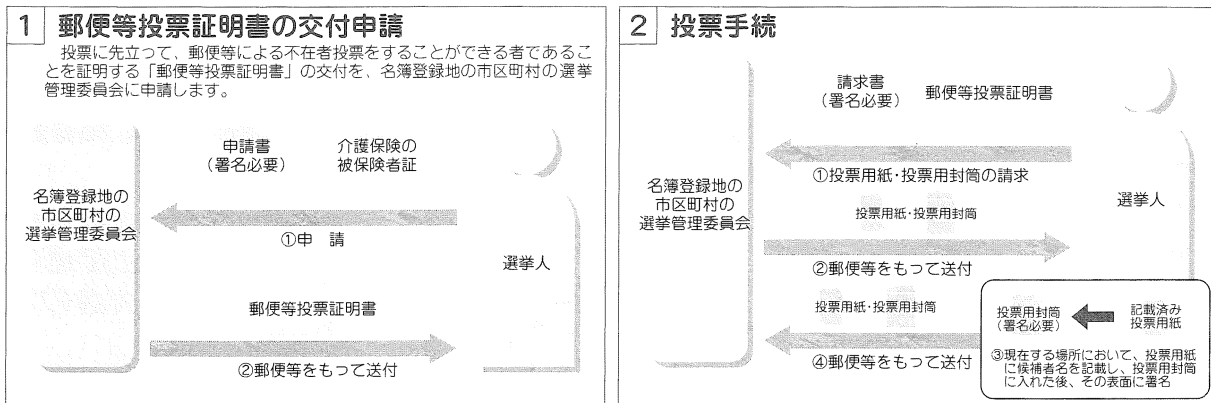 1 郵便等投票証明書の交付申請
投票に先立って、郵便等による不在者投票をすることができる者であるこ
とを証明する「郵便等投票証明書」の交付を、名簿登録地の市区町村の選挙
管理委員会に申請します。
申請書
(署名必要)
介護保険の
被保険者証
名簿登録地の
市区町村の
選挙管理委員会
①申 請
選挙人
郵便等投票証明書
②郵便等をもって送付
2 投票手続
請求書
(署名必要)
郵便等投票証明書
①投票用紙・投票用封筒の請求
名簿登録地の
市区町村の
選挙管理委員会
選挙人
投票用紙・投票用封筒
②郵便等をもって送付
投票用紙・投票用封筒
④郵便等をもって送付
投票用封筒
(署名必要)
記載済み
投票用紙
③現在する場所において、投票用紙
に候補者名を記載し、投票用封筒
に入れた後、その表面に署名